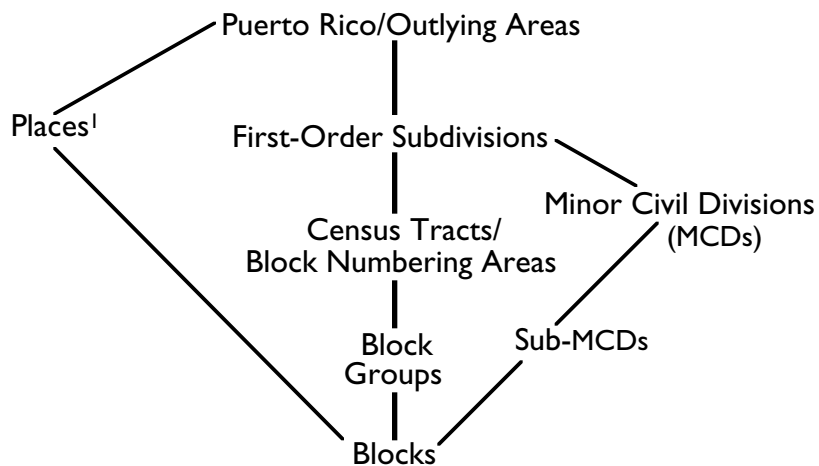 Puerto Rico/Outlying Areas
Places¹
First-Order Subdivisions
Minor Civil Divisions
(MCDs)
Census Tracts/
Block Numbering Areas
Sub-MCDs
Block
Groups
Blocks